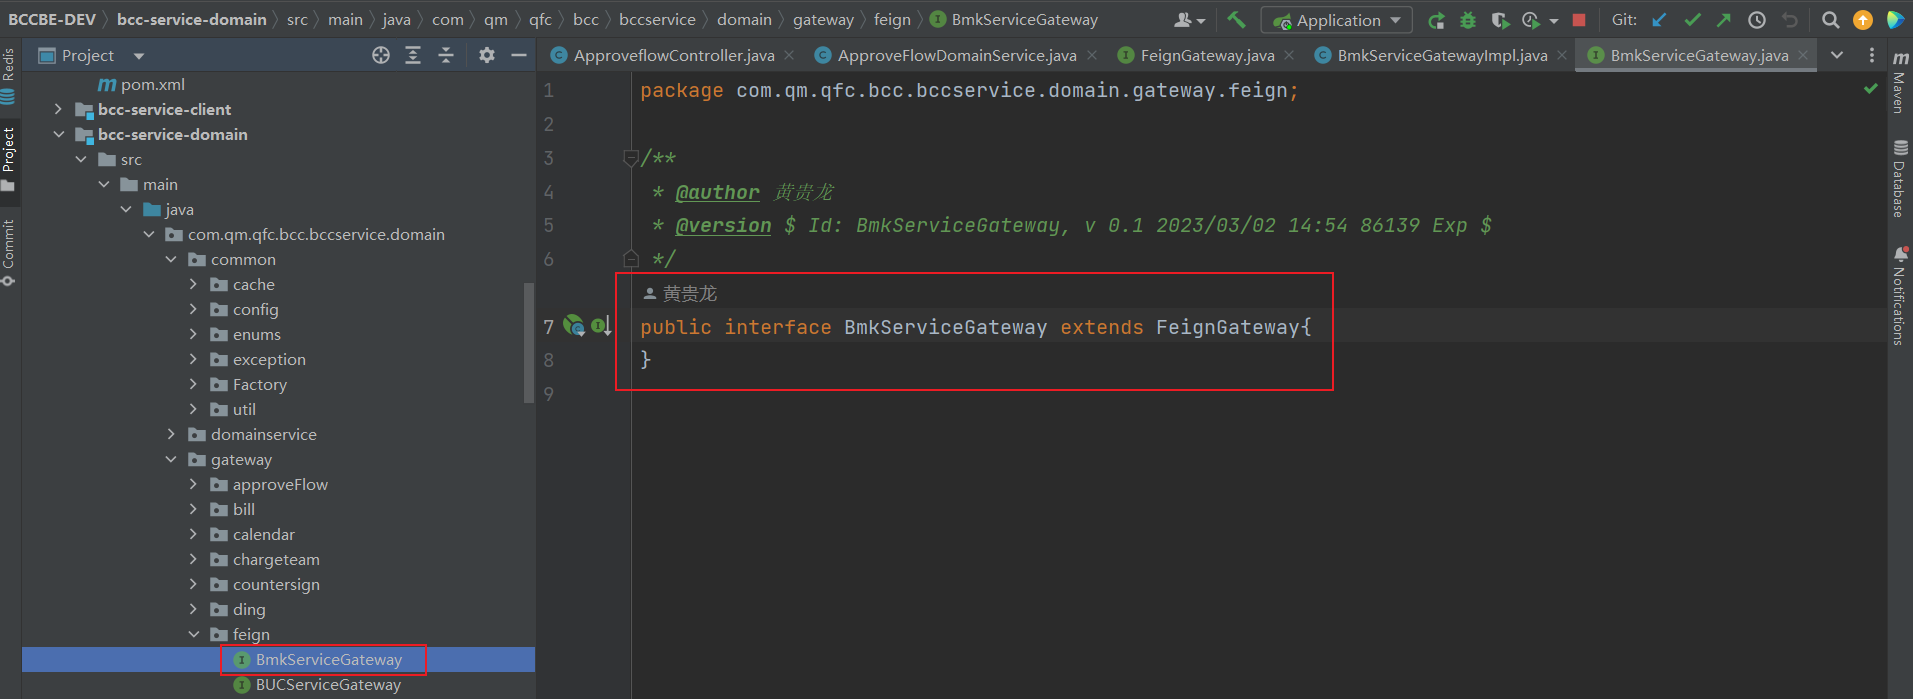 BCCBE-DEV bcc-service-domain src main java com qm qfc bcc bccservice domain gateway feign BmkServiceGateway Application Git:
Project
ApproveflowController.java ApproveFlowDomainService.java FeignGateway.java BmkServiceGatewayImpl.java BmkServiceGateway.java
Redis
Project
Commit
pom.xml
bcc-service-client
bcc-service-domain
src
main
java
com.qm.qfc.bcc.bccservice.domain
common
cache
config
enums
exception
Factory
util
domainservice
gateway
approveFlow
bill
calendar
chargeteam
countersign
ding
feign
BmkServiceGateway
BUCServiceGateway
1 package com.qm.qfc.bcc.bccservice.domain.gateway.feign;
2
3 /**
4 * @author 黄贵龙
5 * @version $ Id: BmkServiceGateway, v 0.1 2023/03/02 14:54 86139 Exp $
6 */
黄贵龙
7 public interface BmkServiceGateway extends FeignGateway{
8 }
9
Maven
Database
Notifications